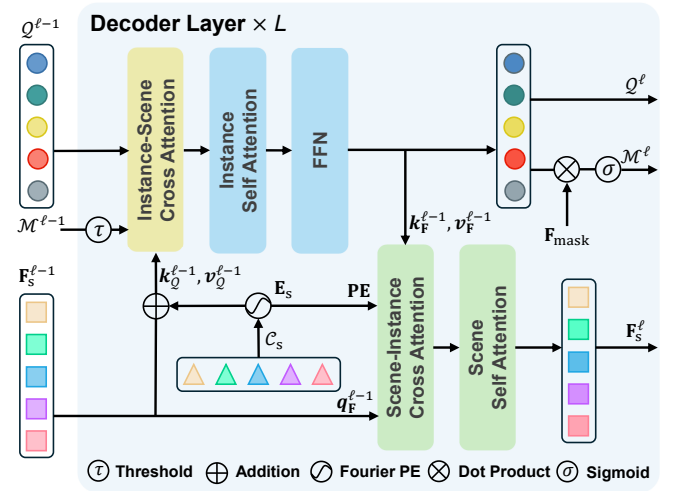 Decoder Layer × L
𝒬^{ℓ−1}
Instance-Scene
Cross Attention
Instance
Self Attention
FFN
𝒬^ℓ
ℳ^ℓ
σ
ℳ^{ℓ−1}
τ
F_mask
k_F^{ℓ−1}, v_F^{ℓ−1}
F_s^{ℓ−1}
k_𝒬^{ℓ−1}, v_𝒬^{ℓ−1}
E_s
PE
Scene-Instance
Cross Attention
Scene
Self Attention
F_s^ℓ
𝒞_s
q_F^{ℓ−1}
τ Threshold
Addition
Fourier PE
Dot Product
σ Sigmoid